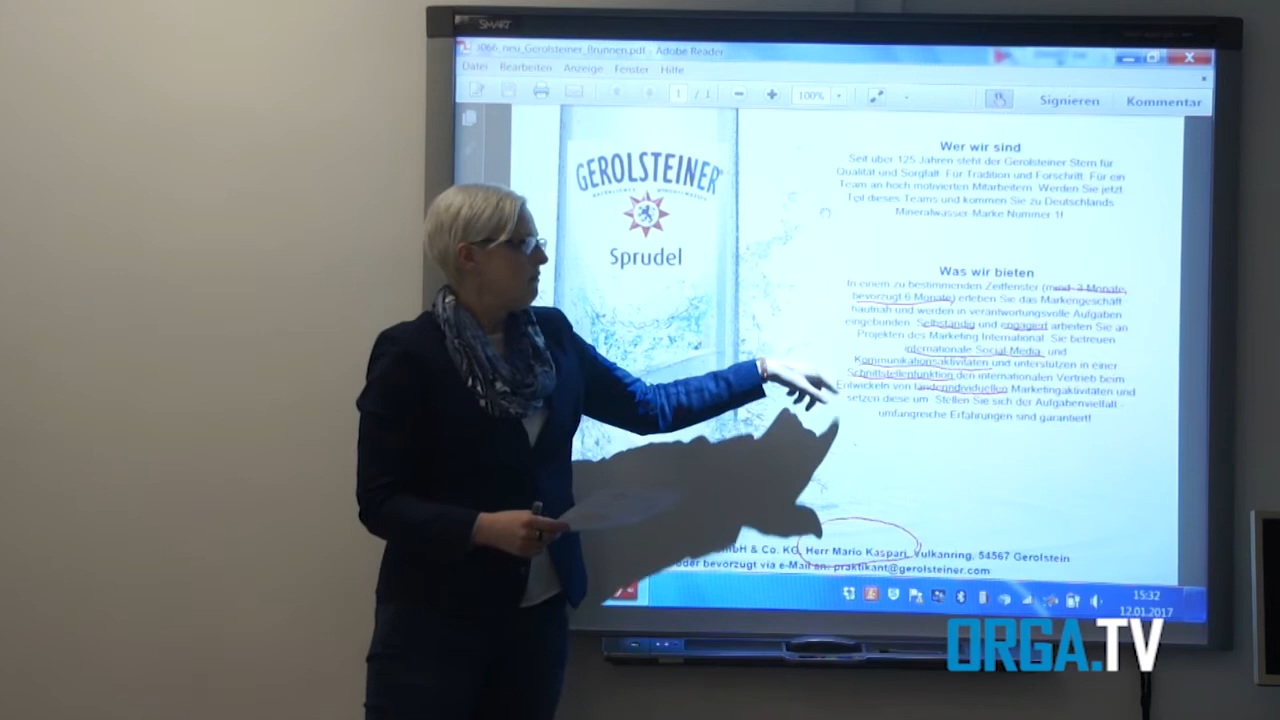 SMART
3066_neu_Gerolsteiner_Brunnen.pdf - Adobe Reader
Datei Bearbeiten Anzeige Fenster Hilfe
1 / 1 100% Signieren Kommentar
GEROLSTEINER
Sprudel
Wer wir sind
Seit über 125 Jahren steht der Gerolsteiner Stern für
Qualität und Sorgfalt. Für Tradition und Forschritt. Für ein
Team an hoch motivierten Mitarbeitern. Werden Sie jetzt
Teil dieses Teams und kommen Sie zu Deutschlands
Mineralwasser-Marke Nummer 1!
Was wir bieten
In einem zu bestimmenden Zeitfenster (mind. 3 Monate,
bevorzugt 6 Monate) erleben Sie das Markengeschäft
hautnah und werden in verantwortungsvolle Aufgaben
eingebunden. Selbständig und engagiert arbeiten Sie an
Projekten des Marketing International. Sie betreuen
internationale Social Media und
Kommunikationsaktivitäten und unterstützen in einer
Schnittstellenfunktion den internationalen Vertrieb beim
Entwickeln von länderindividuellen Marketingaktivitäten und
setzen diese um. Stellen Sie sich der Aufgabenvielfalt -
umfangreiche Erfahrungen sind garantiert!
GmbH & Co. KG, Herr Mario Kaspari, Vulkanring, 54567 Gerolstein
oder bevorzugt via e-Mail an: praktikant@gerolsteiner.com
15:32
12.01.2017
ORGA.TV